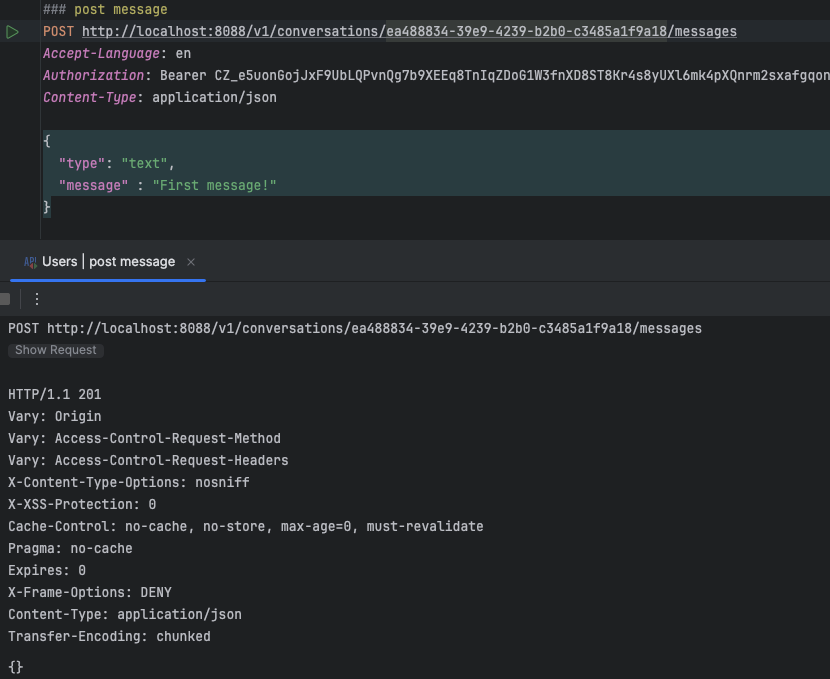 ### post message
POST http://localhost:8088/v1/conversations/ea488834-39e9-4239-b2b0-c3485a1f9a18/messages
Accept-Language: en
Authorization: Bearer CZ_e5uonGojJxF9UbLQPvnQg7b9XEEq8TnIqZDoG1W3fnXD8ST8Kr4s8yUXl6mk4pXQnrm2sxafgqon
Content-Type: application/json
{
"type": "text",
"message" : "First message!"
}
API Users | post message ×
POST http://localhost:8088/v1/conversations/ea488834-39e9-4239-b2b0-c3485a1f9a18/messages
Show Request
HTTP/1.1 201
Vary: Origin
Vary: Access-Control-Request-Method
Vary: Access-Control-Request-Headers
X-Content-Type-Options: nosniff
X-XSS-Protection: 0
Cache-Control: no-cache, no-store, max-age=0, must-revalidate
Pragma: no-cache
Expires: 0
X-Frame-Options: DENY
Content-Type: application/json
Transfer-Encoding: chunked
{}